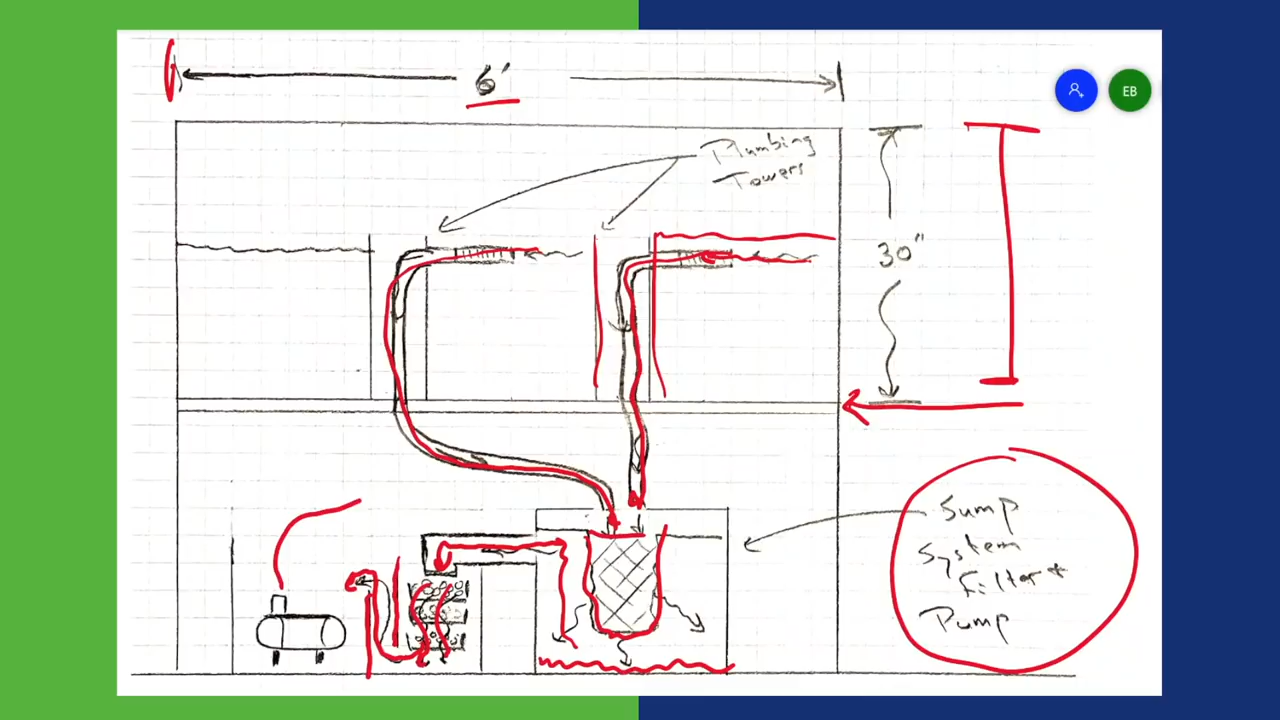 6'
EB
Plumbing
Towers
30"
Sump
System
Filter +
Pump